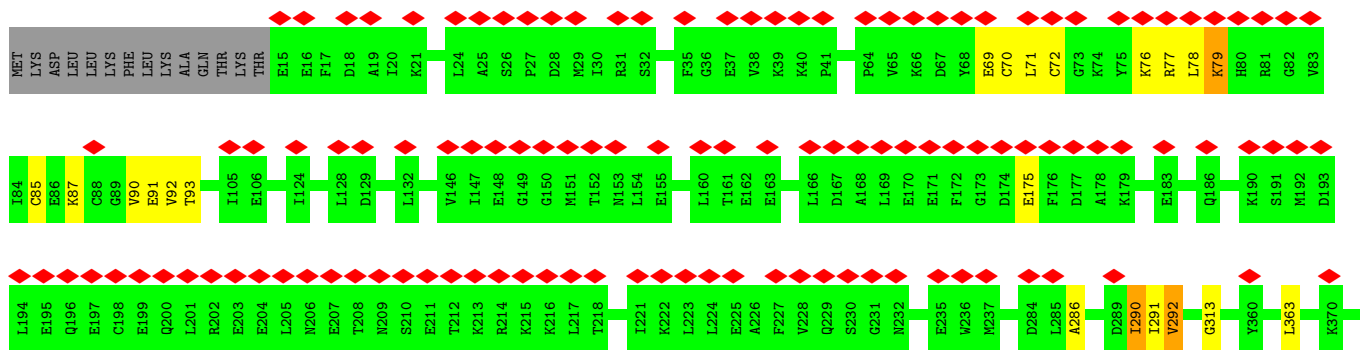 MET LYS ASP LEU LEU LYS PHE LEU LYS ALA GLN THR LYS THR E15 E16 F17 D18 A19 I20 K21 L24 A25 S26 P27 D28 M29 I30 R31 S32 F35 G36 E37 V38 K39 K40 P41 P64 V65 K66 D67 Y68 E69 C70 L71 C72 G73 K74 Y75 K76 R77 L78 K79 H80 R81 G82 V83
I84 C85 E86 K87 C88 G89 V90 E91 V92 T93 I105 E106 I124 L128 D129 L132 V146 I147 E148 G149 G150 M151 T152 N153 L154 E155 L160 T161 E162 E163 L166 D167 A168 L169 E170 E171 F172 G173 D174 E175 F176 D177 A178 K179 E183 Q186 K190 S191 M192 D193
L194 E195 Q196 E197 C198 E199 Q200 L201 R202 E203 E204 L205 N206 E207 T208 N209 S210 E211 T212 K213 R214 K215 K216 L217 T218 I221 K222 L223 L224 E225 A226 F227 V228 Q229 S230 G231 N232 E235 W236 M237 D284 L285 A286 D289 I290 I291 V292 G313 Y360 L363 K370